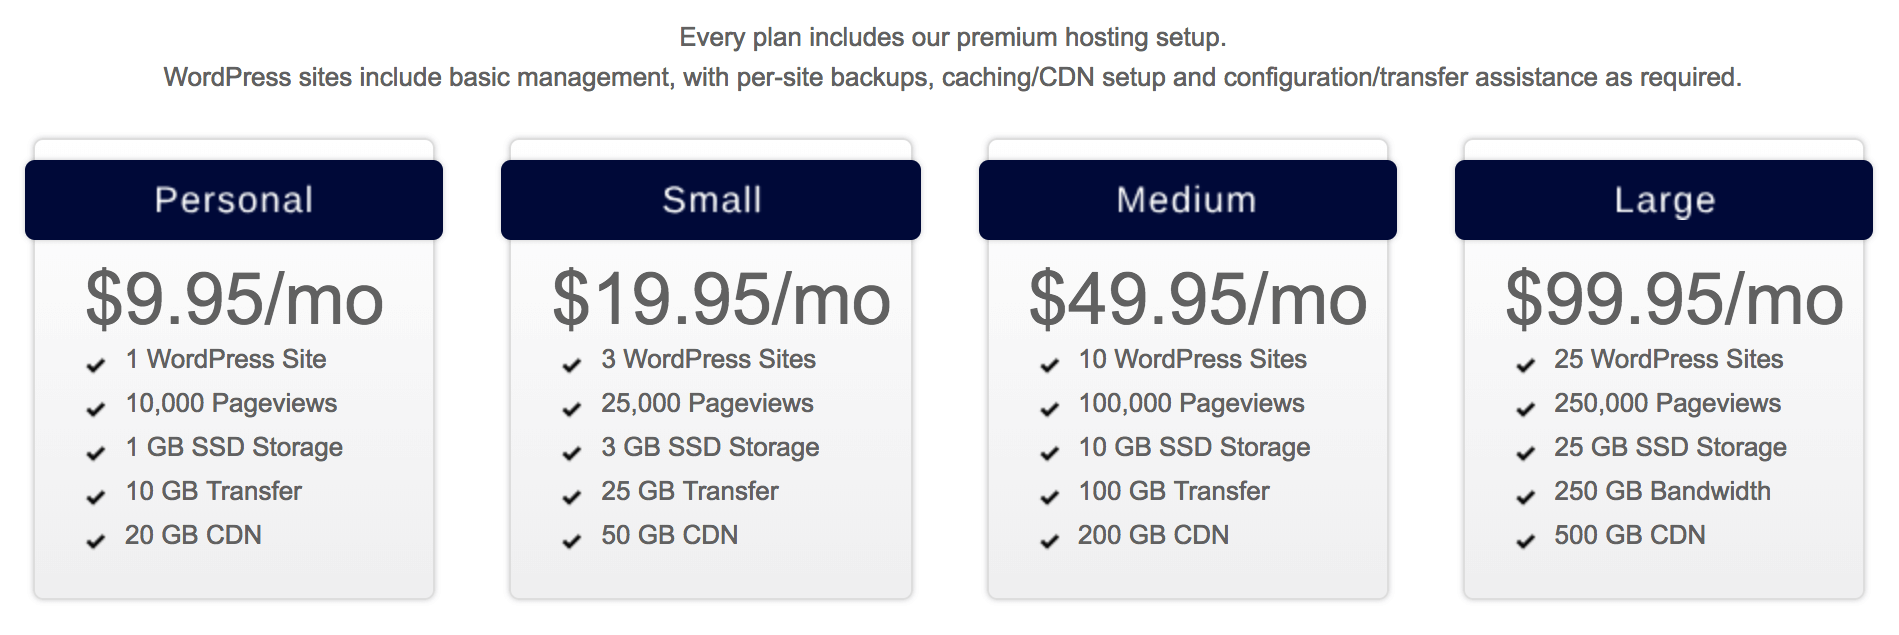 Every plan includes our premium hosting setup.
WordPress sites include basic management, with per-site backups, caching/CDN setup and configuration/transfer assistance as required.
Personal
$9.95/mo
1 WordPress Site
10,000 Pageviews
1 GB SSD Storage
10 GB Transfer
20 GB CDN
Small
$19.95/mo
3 WordPress Sites
25,000 Pageviews
3 GB SSD Storage
25 GB Transfer
50 GB CDN
Medium
$49.95/mo
10 WordPress Sites
100,000 Pageviews
10 GB SSD Storage
100 GB Transfer
200 GB CDN
Large
$99.95/mo
25 WordPress Sites
250,000 Pageviews
25 GB SSD Storage
250 GB Bandwidth
500 GB CDN